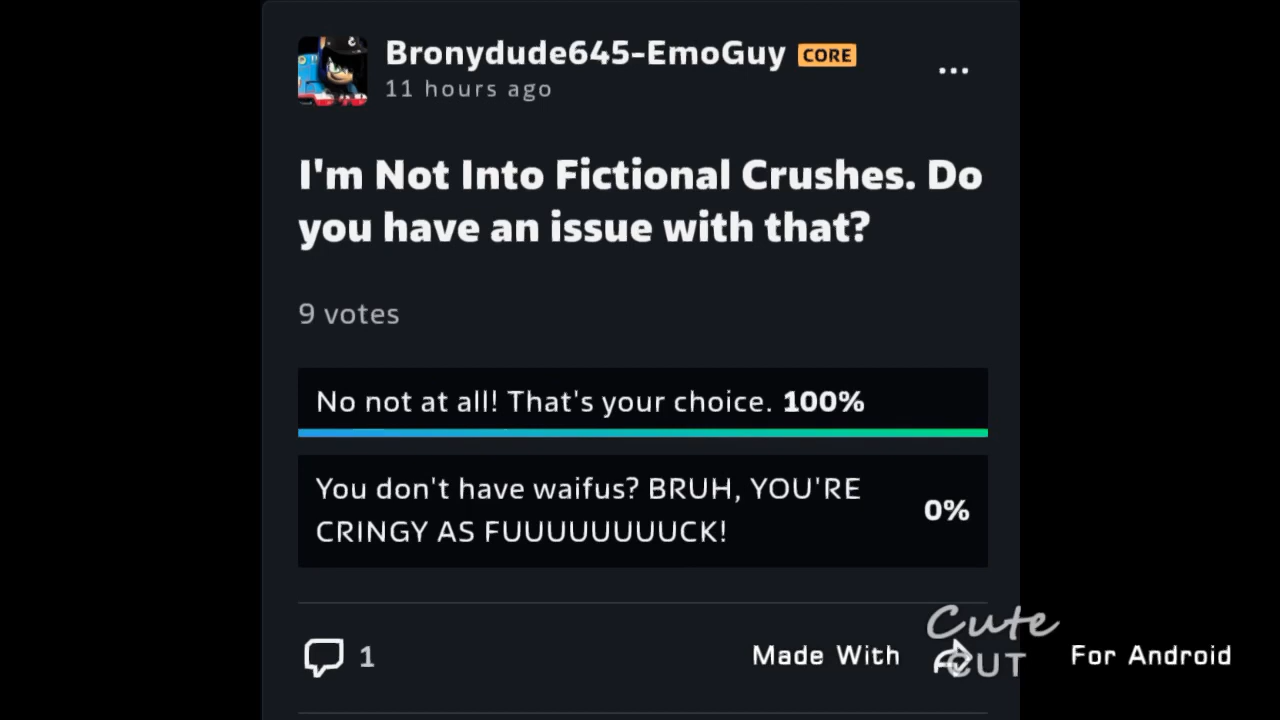 Bronydude645-EmoGuy CORE
11 hours ago
...
I'm Not Into Fictional Crushes. Do
you have an issue with that?
9 votes
No not at all! That's your choice. 100%
You don't have waifus? BRUH, YOU'RE
CRINGY AS FUUUUUUUUCK!
0%
1
Made With Cute CUT For Android